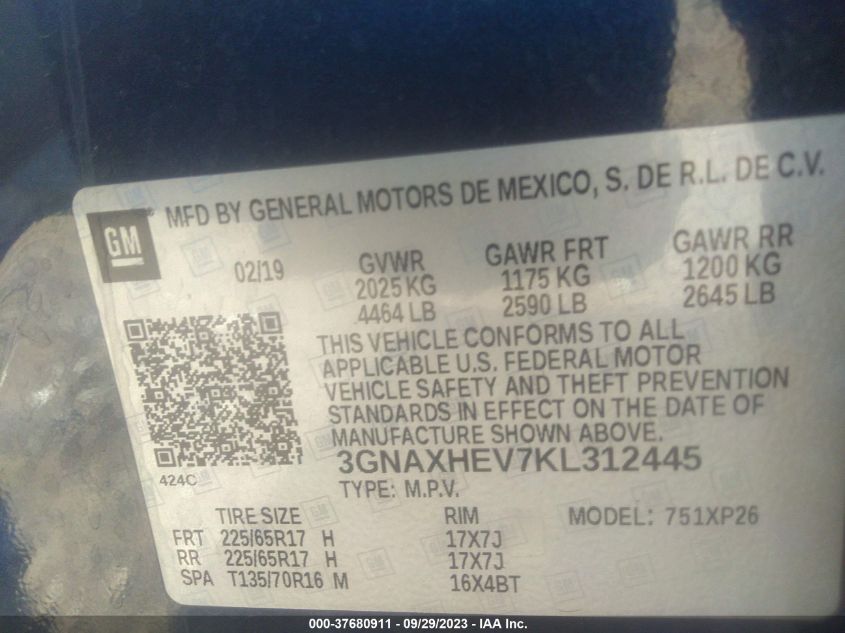 MFD BY GENERAL MOTORS DE MEXICO, S. DE R.L. DE C.V.
GM ®
02/19 GVWR GAWR FRT GAWR RR
2025 KG 1175 KG 1200 KG
4464 LB 2590 LB 2645 LB
THIS VEHICLE CONFORMS TO ALL
APPLICABLE U.S. FEDERAL MOTOR
VEHICLE SAFETY AND THEFT PREVENTION
STANDARDS IN EFFECT ON THE DATE OF
MANUFACTURE SHOWN ABOVE.
424C
3GNAXHEV7KL312445
TYPE: M.P.V.
TIRE SIZE RIM MODEL: 751XP26
FRT 225/65R17 H 17X7J
RR 225/65R17 H 17X7J
SPA T135/70R16 M 16X4BT
000-37680911 - 09/29/2023 - IAA Inc.